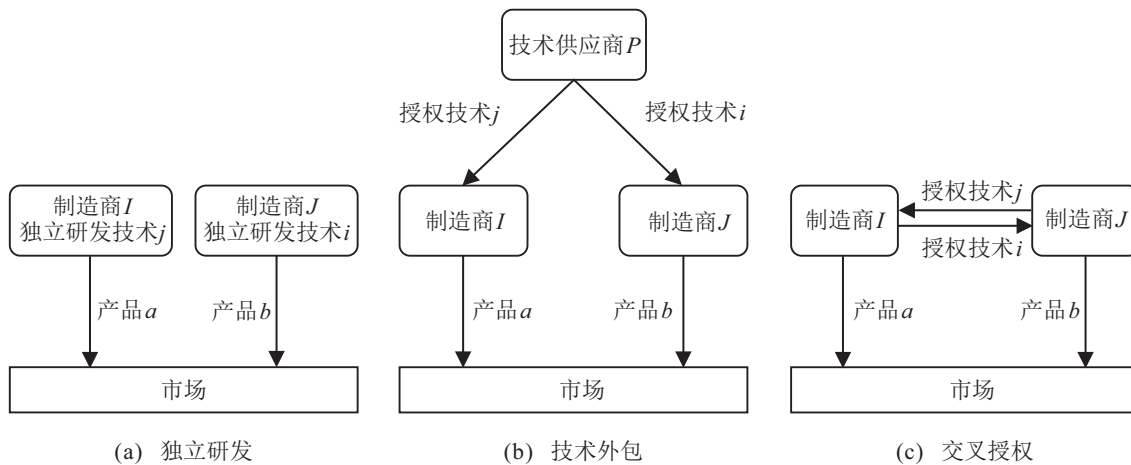 技术供应商P
授权技术j
授权技术i
制造商I
独立研发技术j
制造商J
独立研发技术i
制造商I
制造商J
制造商I
授权技术j
授权技术i
制造商J
产品a
产品b
产品a
产品b
产品a
产品b
市场
市场
市场
(a) 独立研发
(b) 技术外包
(c) 交叉授权